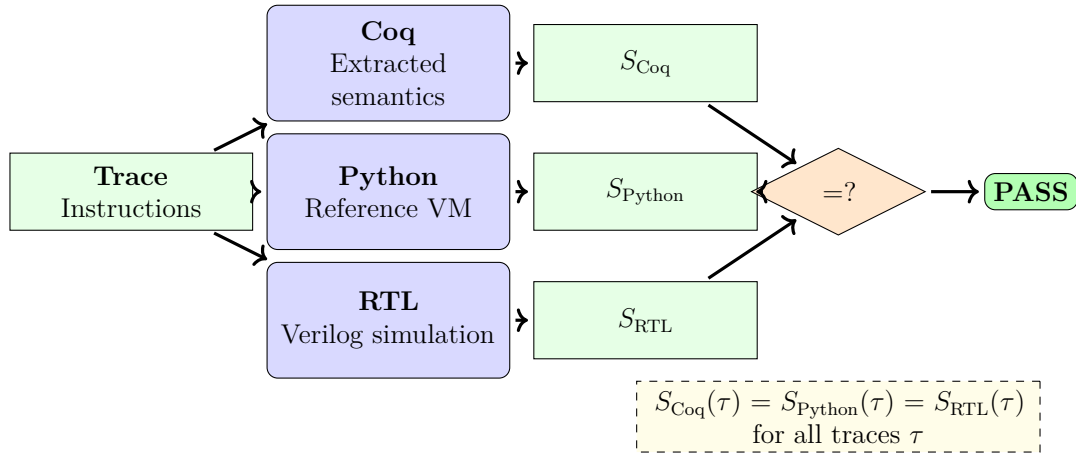 Coq
Extracted
semantics
S_Coq
Trace
Instructions
Python
Reference VM
S_Python
=?
PASS
RTL
Verilog simulation
S_RTL
S_Coq(τ) = S_Python(τ) = S_RTL(τ)
for all traces τ